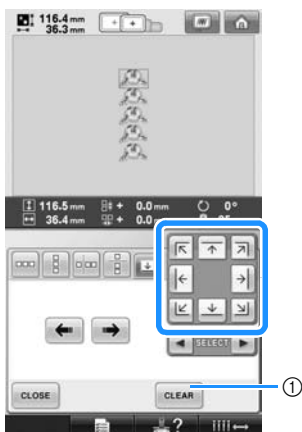 116.4 mm
36.3 mm
116.5 mm + 0.0 mm 0°
36.4 mm + 0.0
SELECT
CLOSE CLEAR ①
?